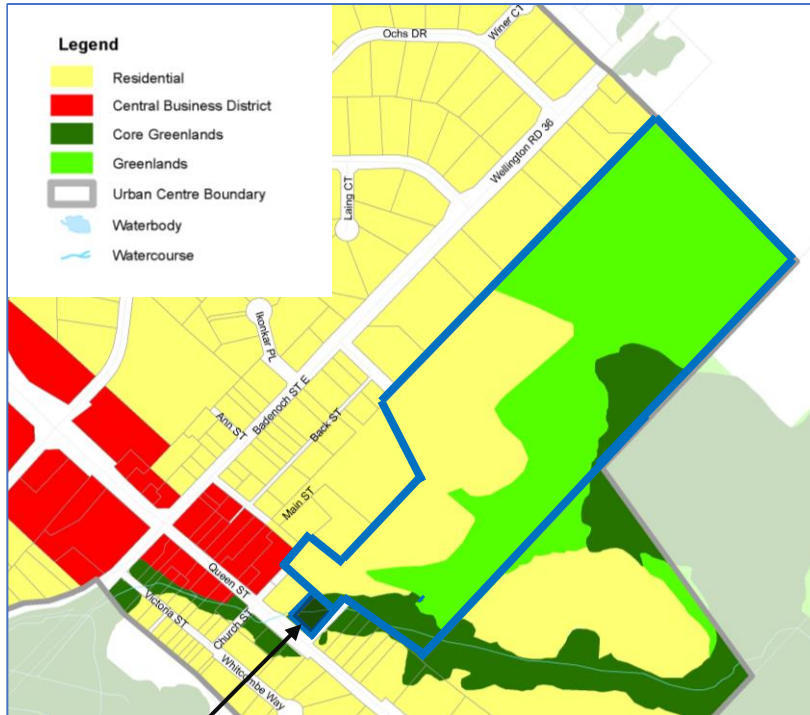 Legend
Residential
Central Business District
Core Greenlands
Greenlands
Urban Centre Boundary
Waterbody
Watercourse
Ochs DR
Winer CT
Wellington RD 36
Laing CT
Ikonkar PL
Badenoch ST E
Ann ST
Back ST
Main ST
Queen ST
Church ST
Victoria ST
Whitcombe Way